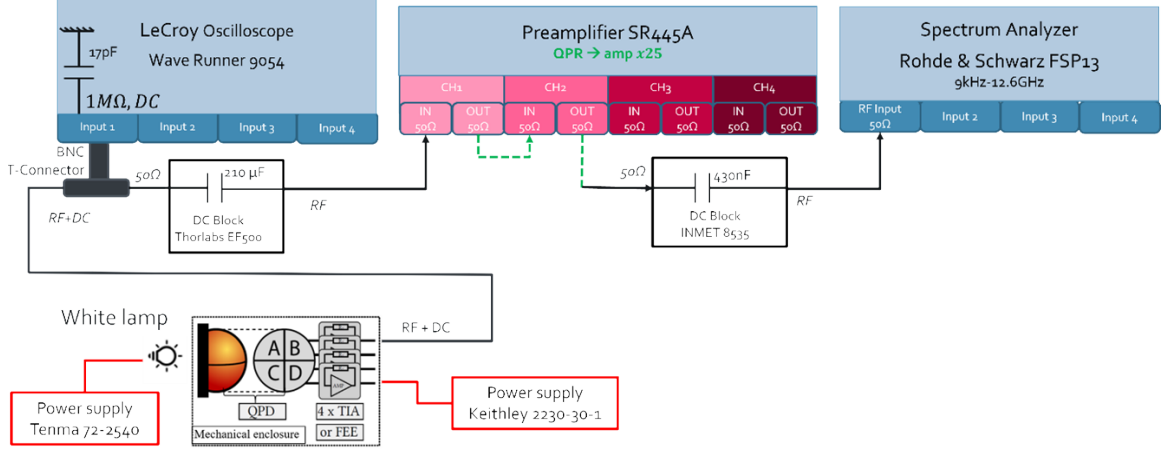 LeCroy Oscilloscope
Wave Runner 9054
17pF
1MΩ, DC
Input 1
Input 2
Input 3
Input 4
Preamplifier SR445A
QPR → amp x25
CH1
CH2
CH3
CH4
IN
50Ω
OUT
50Ω
IN
50Ω
OUT
50Ω
IN
50Ω
OUT
50Ω
IN
50Ω
OUT
50Ω
Spectrum Analyzer
Rohde & Schwarz FSP13
9kHz-12.6GHz
RF Input
50Ω
Input 2
Input 3
Input 4
BNC
T-Connector
RF+DC
50Ω
210 µF
DC Block
Thorlabs EF500
RF
50Ω
430nF
DC Block
INMET 8535
RF
White lamp
Power supply
Tenma 72-2540
A B
C D
AMP
QPD
4 x TIA
or FEE
Mechanical enclosure
RF + DC
Power supply
Keithley 2230-30-1